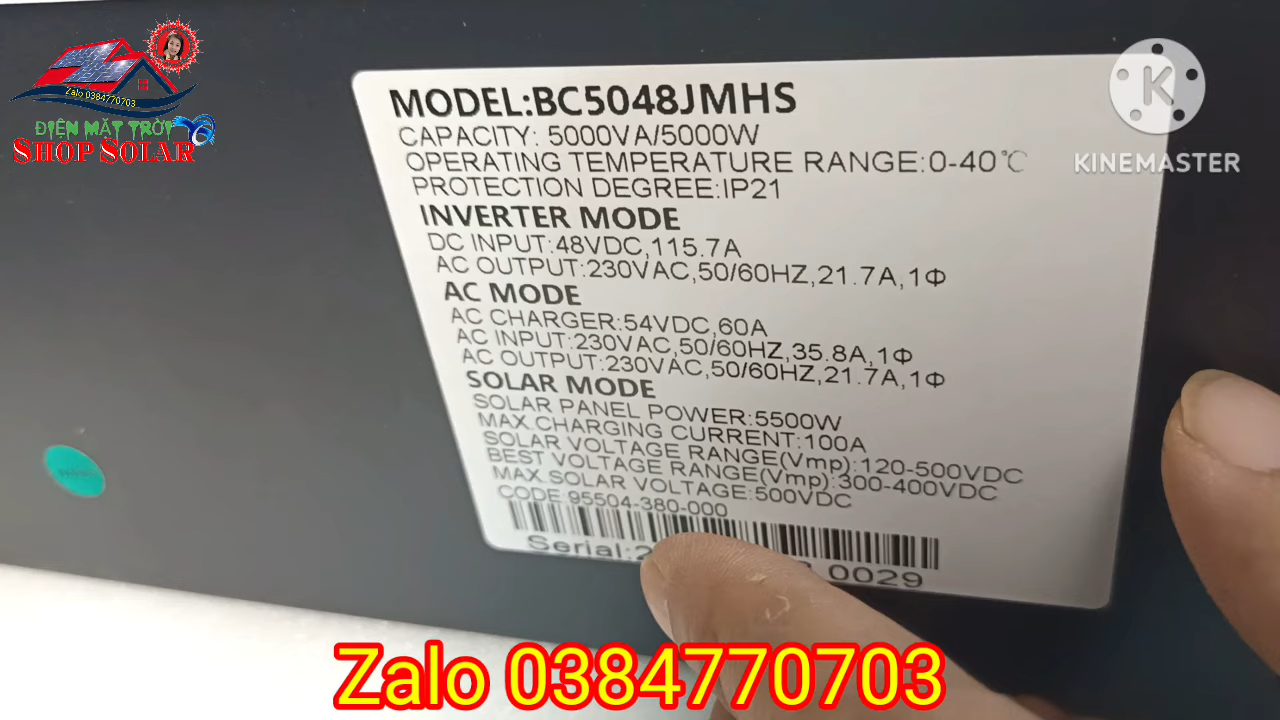 Zalo 0384770703
ĐIỆN MẶT TRỜI
SHOP SOLAR
KINEMASTER
MODEL:BC5048JMHS
CAPACITY: 5000VA/5000W
OPERATING TEMPERATURE RANGE:0-40℃
PROTECTION DEGREE:IP21
INVERTER MODE
DC INPUT:48VDC,115.7A
AC OUTPUT:230VAC,50/60HZ,21.7A,1Φ
AC MODE
AC CHARGER:54VDC,60A
AC INPUT:230VAC,50/60HZ,35.8A,1Φ
AC OUTPUT:230VAC,50/60HZ,21.7A,1Φ
SOLAR MODE
SOLAR PANEL POWER:5500W
MAX.CHARGING CURRENT:100A
SOLAR VOLTAGE RANGE(Vmp):120-500VDC
BEST VOLTAGE RANGE(Vmp):300-400VDC
MAX.SOLAR VOLTAGE:500VDC
CODE 95504-380-000
Serial:2 0029
Zalo 0384770703